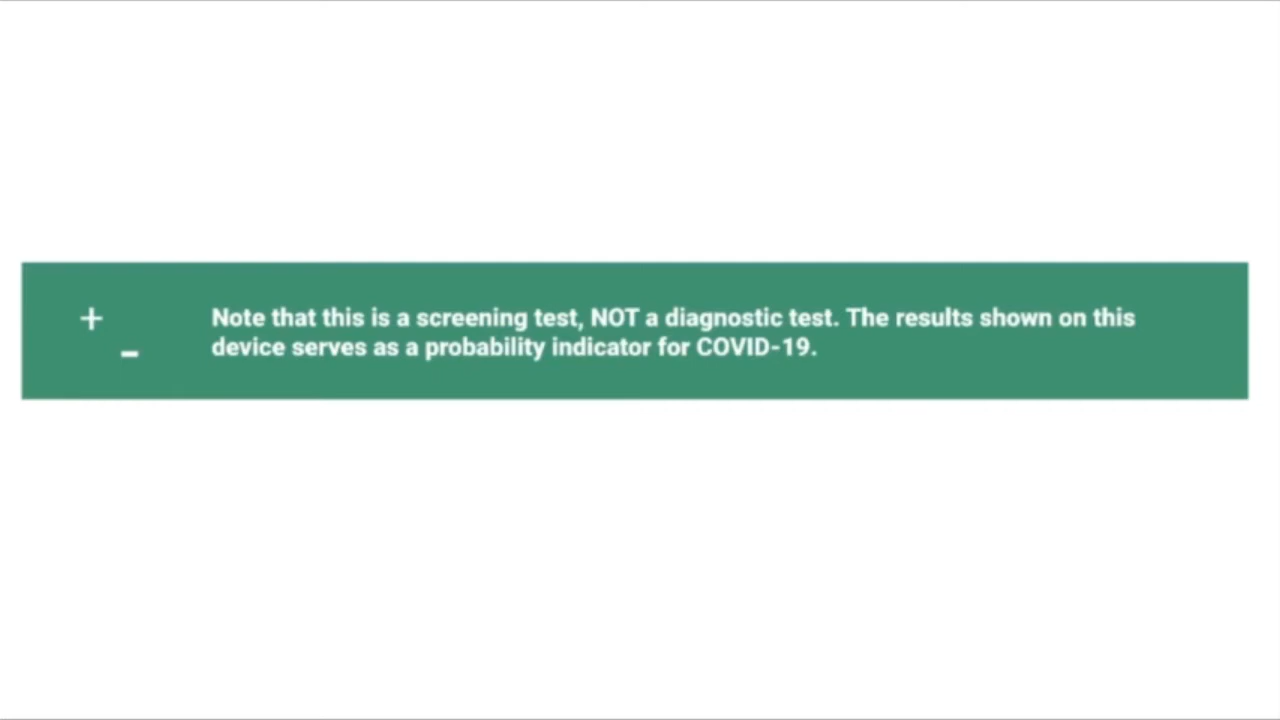 +
-
Note that this is a screening test, NOT a diagnostic test. The results shown on this
device serves as a probability indicator for COVID-19.